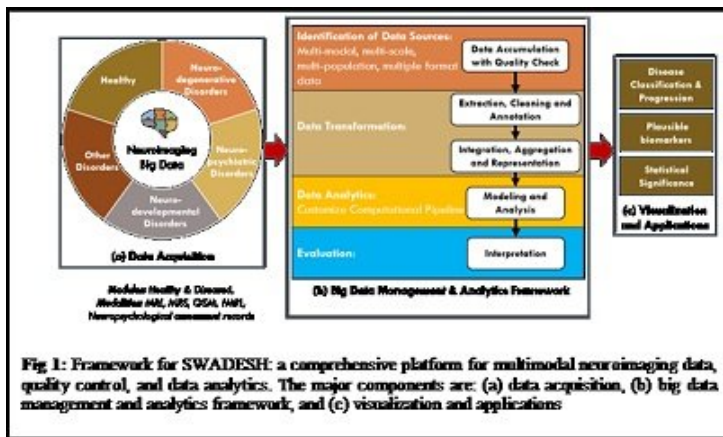 Healthy
Neuro-
degenerative
Disorders
Neuro-
psychiatric
Disorders
Neuro-
developmental
Disorders
Other
Disorders
Neuroimaging
Big Data
(a) Data Acquisition
Modules Healthy & Diseased,
Modalities MRI, MRS, QSM, fMRI,
Neuropsychological assessment records
Identification of Data Sources:
Multi-modal, multi-scale,
multi-population, multiple format
data
Data Accumulation
with Quality Check
Data Transformation:
Extraction, Cleaning and
Annotation
Integration, Aggregation
and Representation
Data Analytics:
Customize Computational Pipeline
Modeling and
Analysis
Evaluation:
Interpretation
(b) Big Data Management & Analytics Framework
Disease
Classification &
Progression
Plausible
biomarkers
Statistical
Significance
(c) Visualization
and Applications
Fig 1: Framework for SWADESH: a comprehensive platform for multimodal neuroimaging data,
quality control, and data analytics. The major components are: (a) data acquisition, (b) big data
management and analytics framework, and (c) visualization and applications